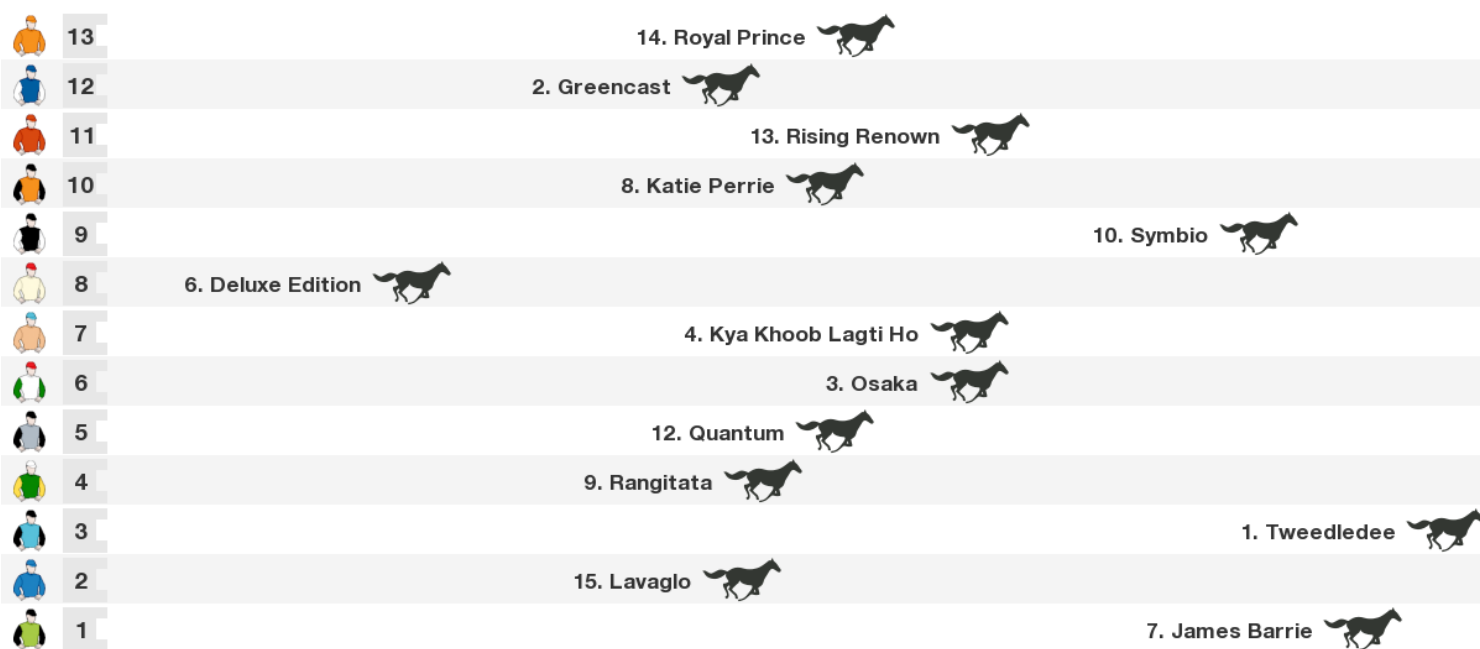 13 14. Royal Prince
12 2. Greencast
11 13. Rising Renown
10 8. Katie Perrie
9 10. Symbio
8 6. Deluxe Edition
7 4. Kya Khoob Lagti Ho
6 3. Osaka
5 12. Quantum
4 9. Rangitata
3 1. Tweedledee
2 15. Lavaglo
1 7. James Barrie